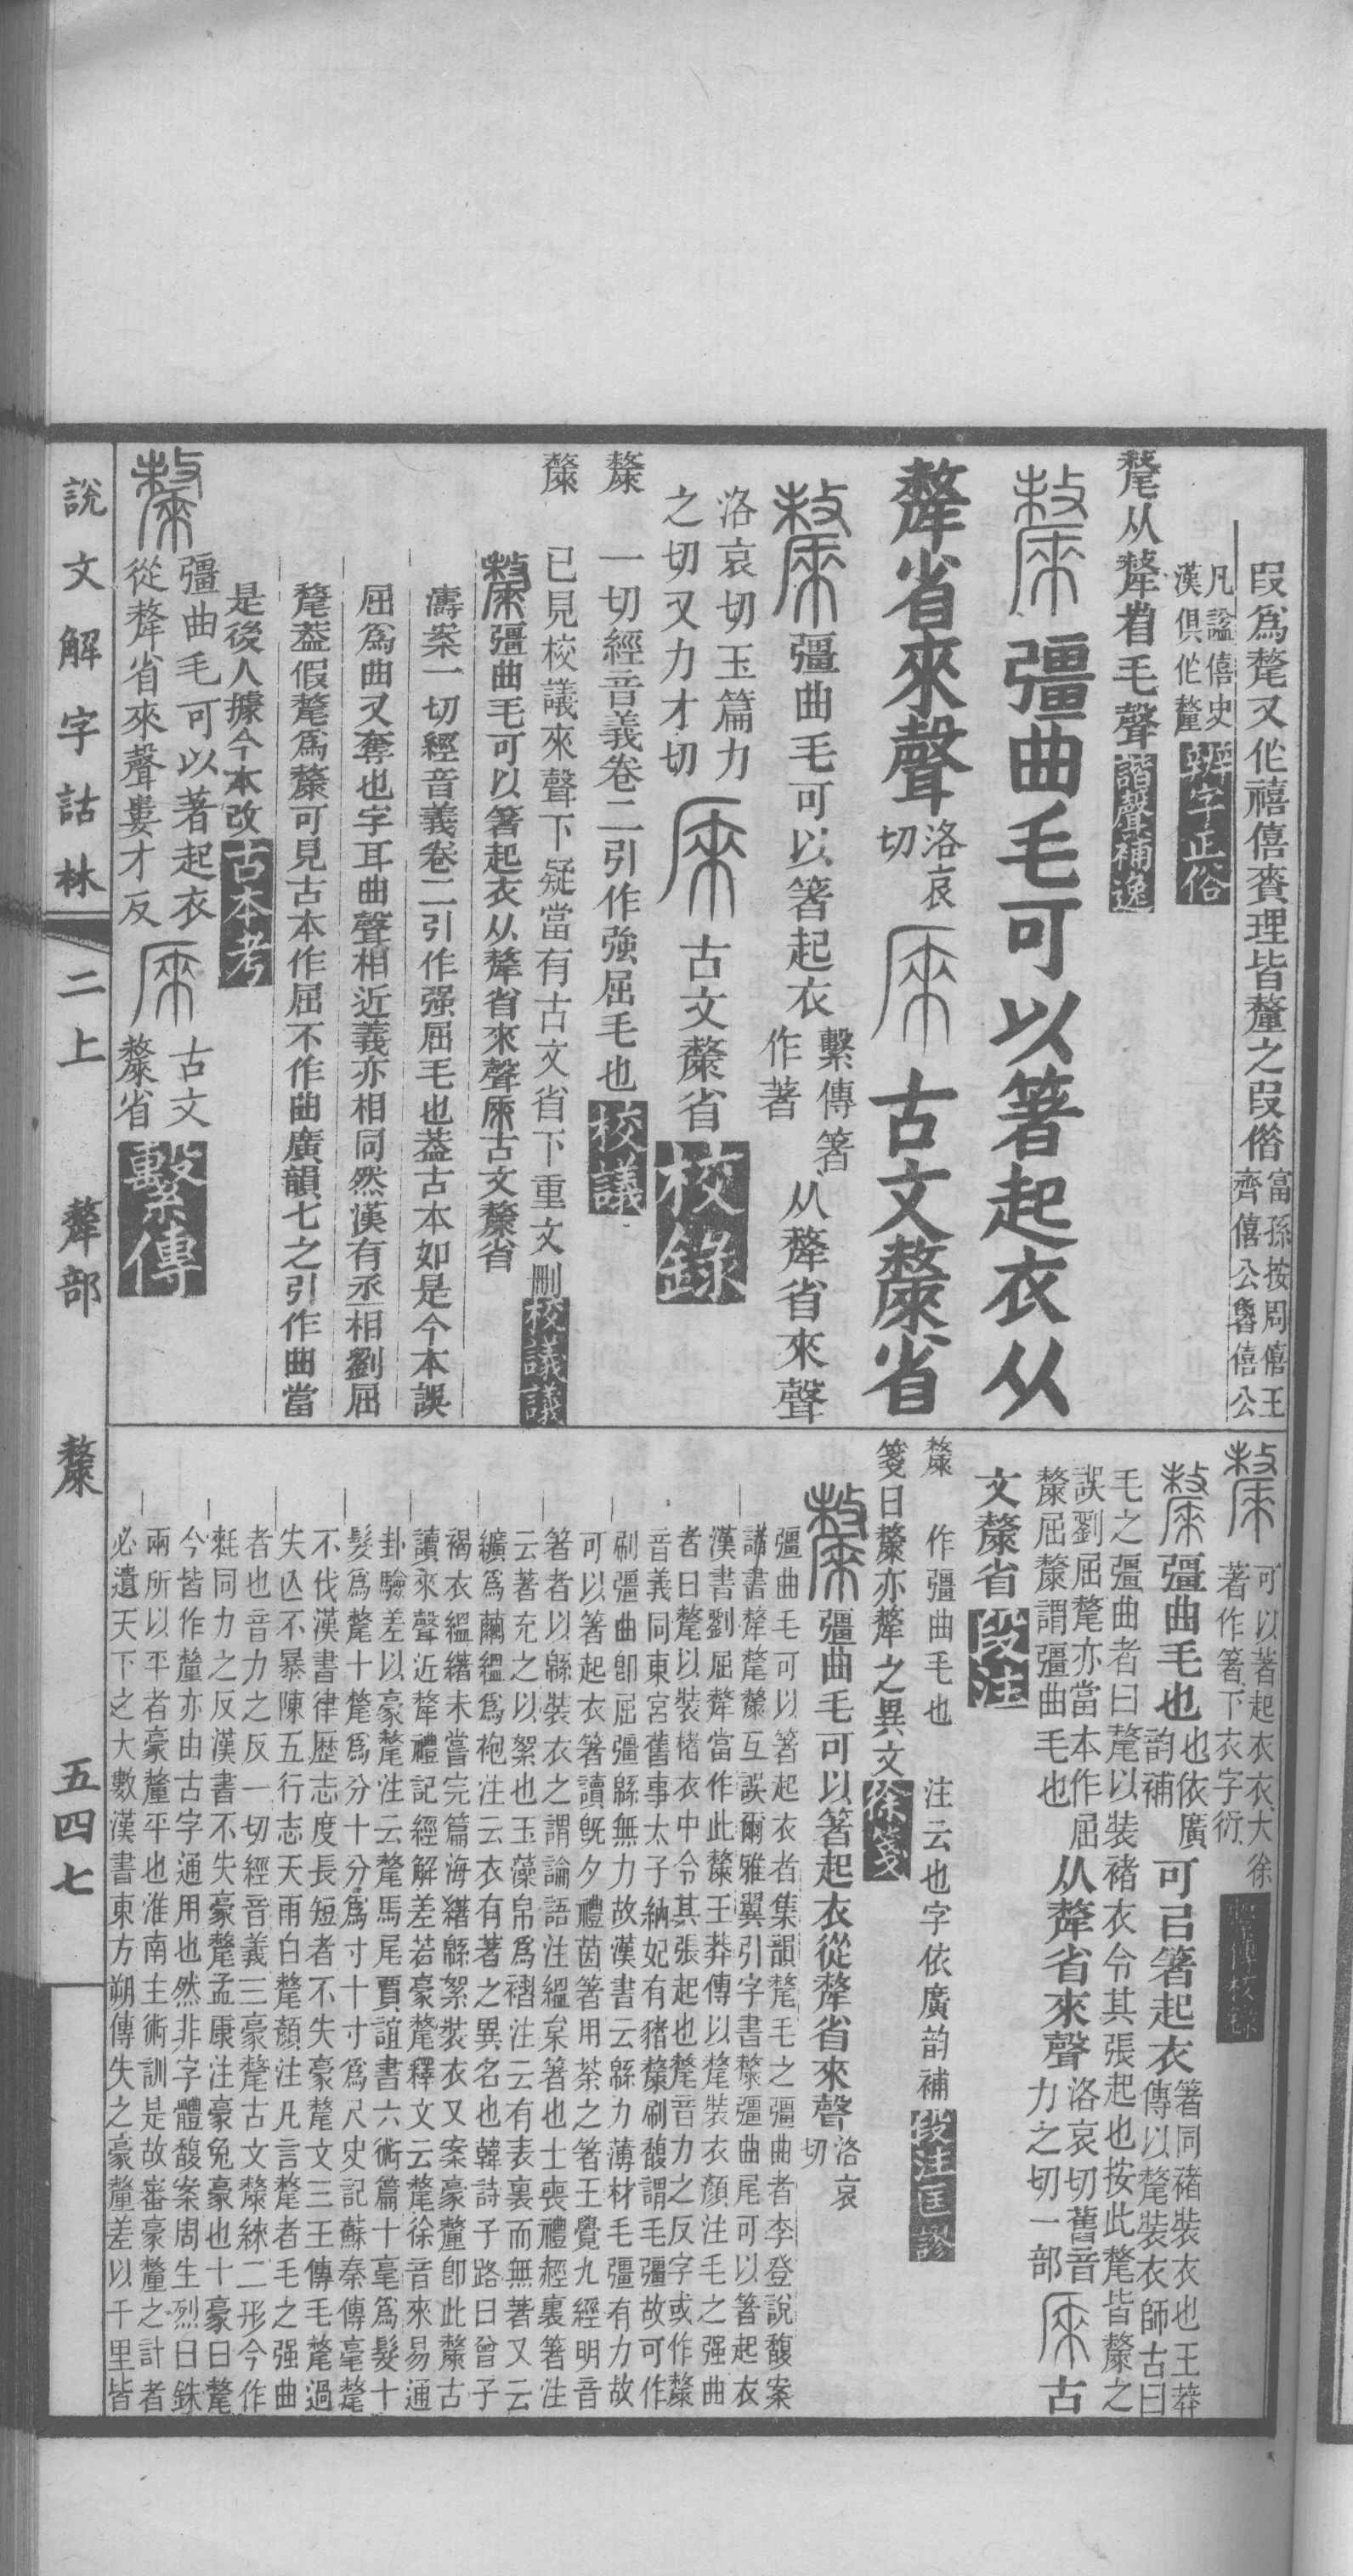 叚爲氂又作禧僖賚理皆釐之叚俗富孫按周僖王齊僖公魯僖公
凡謚僖史漢俱作釐辨字正俗
氂从犛省毛聲諧聲補逸
彊曲毛可以箸起衣从
犛省來聲洛哀切古文斄省
彊曲毛可以箸起衣繫傳箸作著从犛省來聲
洛哀切玉篇力之切又力才切古文斄省校錄
斄 一切經音義卷二引作強屈毛也校議
斄 已見校議來聲下疑當有古文省下重文刪校議議
斄彊曲毛可以箸起衣从犛省來聲𠩺古文斄省
濤案一切經音義卷二引作强屈毛也葢古本如是今本誤
屈爲曲又奪也字耳曲聲相近義亦相同然漢有丞相劉屈
氂葢假氂爲斄可見古本作屈不作曲廣韻七之引作曲當
是後人據今本改古本考
彊曲毛可以著起衣從犛省來聲婁才反古文斄省繫傳
可以著起衣衣大徐著作箸下衣字衍繫傳校錄
彊曲毛也也依廣韵補可㠯箸起衣箸同褚裝衣也王莽傳以氂裝衣師古曰
毛之彊曲者曰氂以裝褚衣令其張起也按此氂皆斄之
誤劉屈氂亦當本作屈斄屈斄謂彊曲毛也从犛省來聲洛哀切舊音力之切一部古
文斄省段注
斄 作彊曲毛也 注云也字依廣韵補段注匡謬
箋曰斄亦犛之異文徐箋
彊曲毛可以箸起衣從犛省來聲洛哀切
彊曲毛可以箸起衣者集韻氂毛之彊曲者李登說馥案
諸書犛氂斄互誤爾雅翼引字書斄彊曲尾可以箸起衣
漢書劉屈犛當作此斄王莽傳以氂裝衣顏注毛之强曲
者曰氂以裝楮衣中令其張起也氂音力之反字或作斄
音義同東宮舊事太子納妃有豬斄刷馥謂毛彊故可作
刷彊曲卽屈彊緜無力故漢書云緜力薄材毛彊有力故
可以箸起衣箸讀旣夕禮茵箸用荼之箸王覺九經明音
箸者以緜裝衣之謂論語注縕枲箸也士喪禮經裏箸注
云著充之以絮也玉藻帛爲褶注云有表裏而無著又云
纊爲繭縕爲袍注云衣有著之異名也韓詩子路曰曾子
褐衣縕緒未嘗完篇海緒緜絮裝衣又案豪釐卽此斄古
讀來聲近犛禮記經解差若豪氂釋文云氂徐音來易通
卦驗差以豪氂注云氂馬尾賈誼書六術篇十毫爲髮十
髮爲氂十氂爲分十分爲寸十寸爲尺史記蘇秦傳毫氂
不伐漢書律歷志度長短者不失豪氂文三王傳毛氂過
失亾不暴陳五行志天雨白氂顏注凡言氂者毛之强曲
者也音力之反一切經音義三豪氂古文斄練二形今作
耗同力之反漢書不失豪氂孟康注豪兔豪也十豪曰氂
今皆作釐亦由古字通用也然非字體馥案周生烈曰銖
兩所以平者豪釐平也淮南主術訓是故審豪釐之計者
必遺天下之大數漢書東方朔傳失之豪釐差以千里皆
說文解字詁林 二上 犛部 斄 五四七